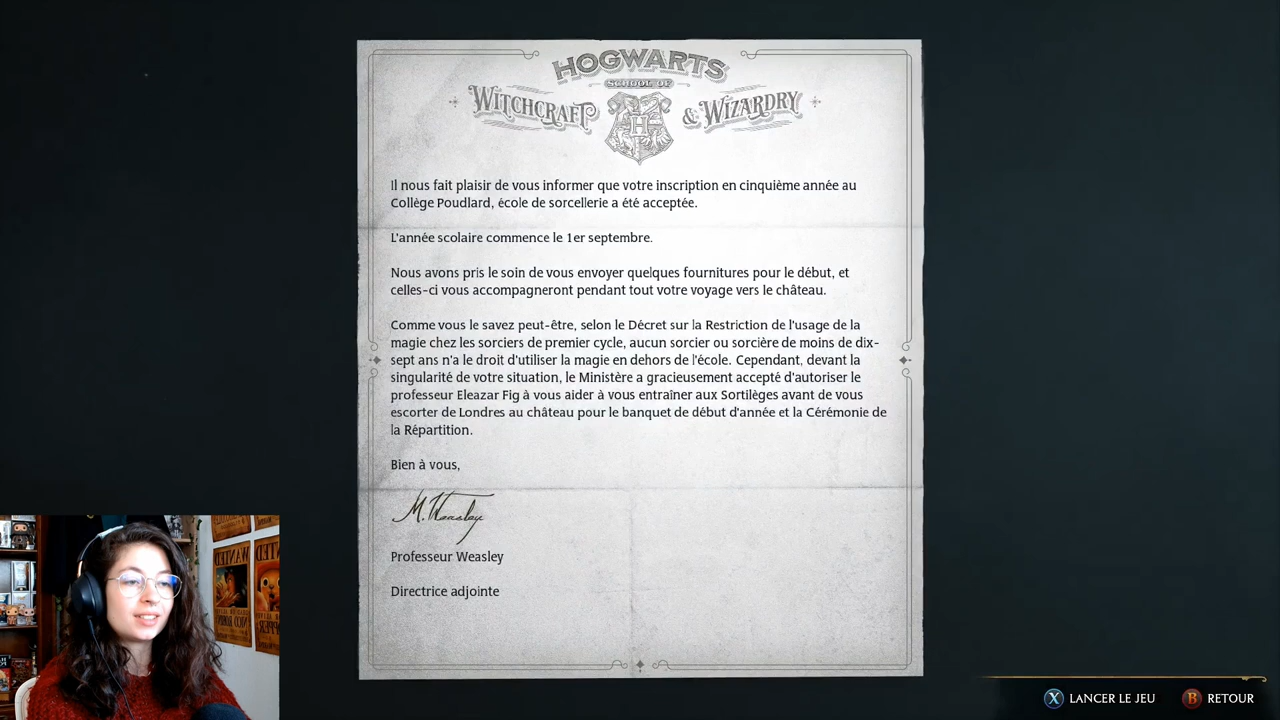 HOGWARTS
SCHOOL OF
WITCHCRAFT & WIZARDRY
H
Il nous fait plaisir de vous informer que votre inscription en cinquième année au
Collège Poudlard, école de sorcellerie a été acceptée.
L'année scolaire commence le 1er septembre.
Nous avons pris le soin de vous envoyer quelques fournitures pour le début, et
celles-ci vous accompagneront pendant tout votre voyage vers le château.
Comme vous le savez peut-être, selon le Décret sur la Restriction de l'usage de la
magie chez les sorciers de premier cycle, aucun sorcier ou sorcière de moins de dix-
sept ans n'a le droit d'utiliser la magie en dehors de l'école. Cependant, devant la
singularité de votre situation, le Ministère a gracieusement accepté d'autoriser le
professeur Eleazar Fig à vous aider à vous entraîner aux Sortilèges avant de vous
escorter de Londres au château pour le banquet de début d'année et la Cérémonie de
la Répartition.
Bien à vous,
M. Weasley
Professeur Weasley
Directrice adjointe
WANTED
X LANCER LE JEU B RETOUR